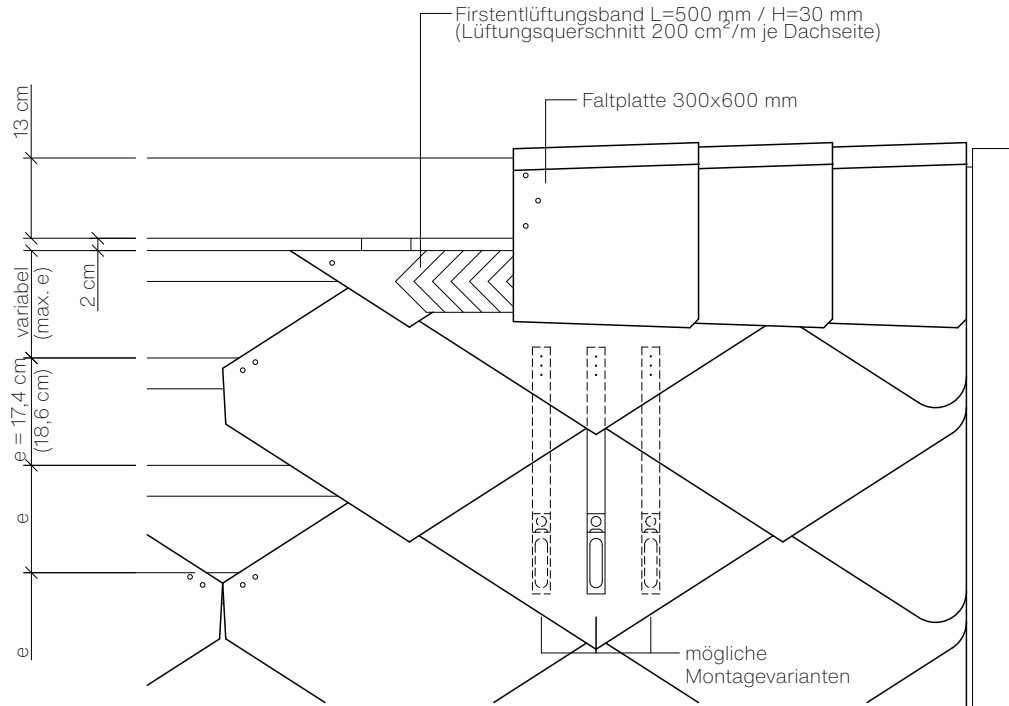 Firstentlüftungsband L=500 mm / H=30 mm
(Lüftungsquerschnitt 200 cm²/m je Dachseite)
Faltplatte 300x600 mm
13 cm
2 cm
variabel
(max. e)
e = 17,4 cm
(18,6 cm)
e
e
mögliche
Montagevarianten